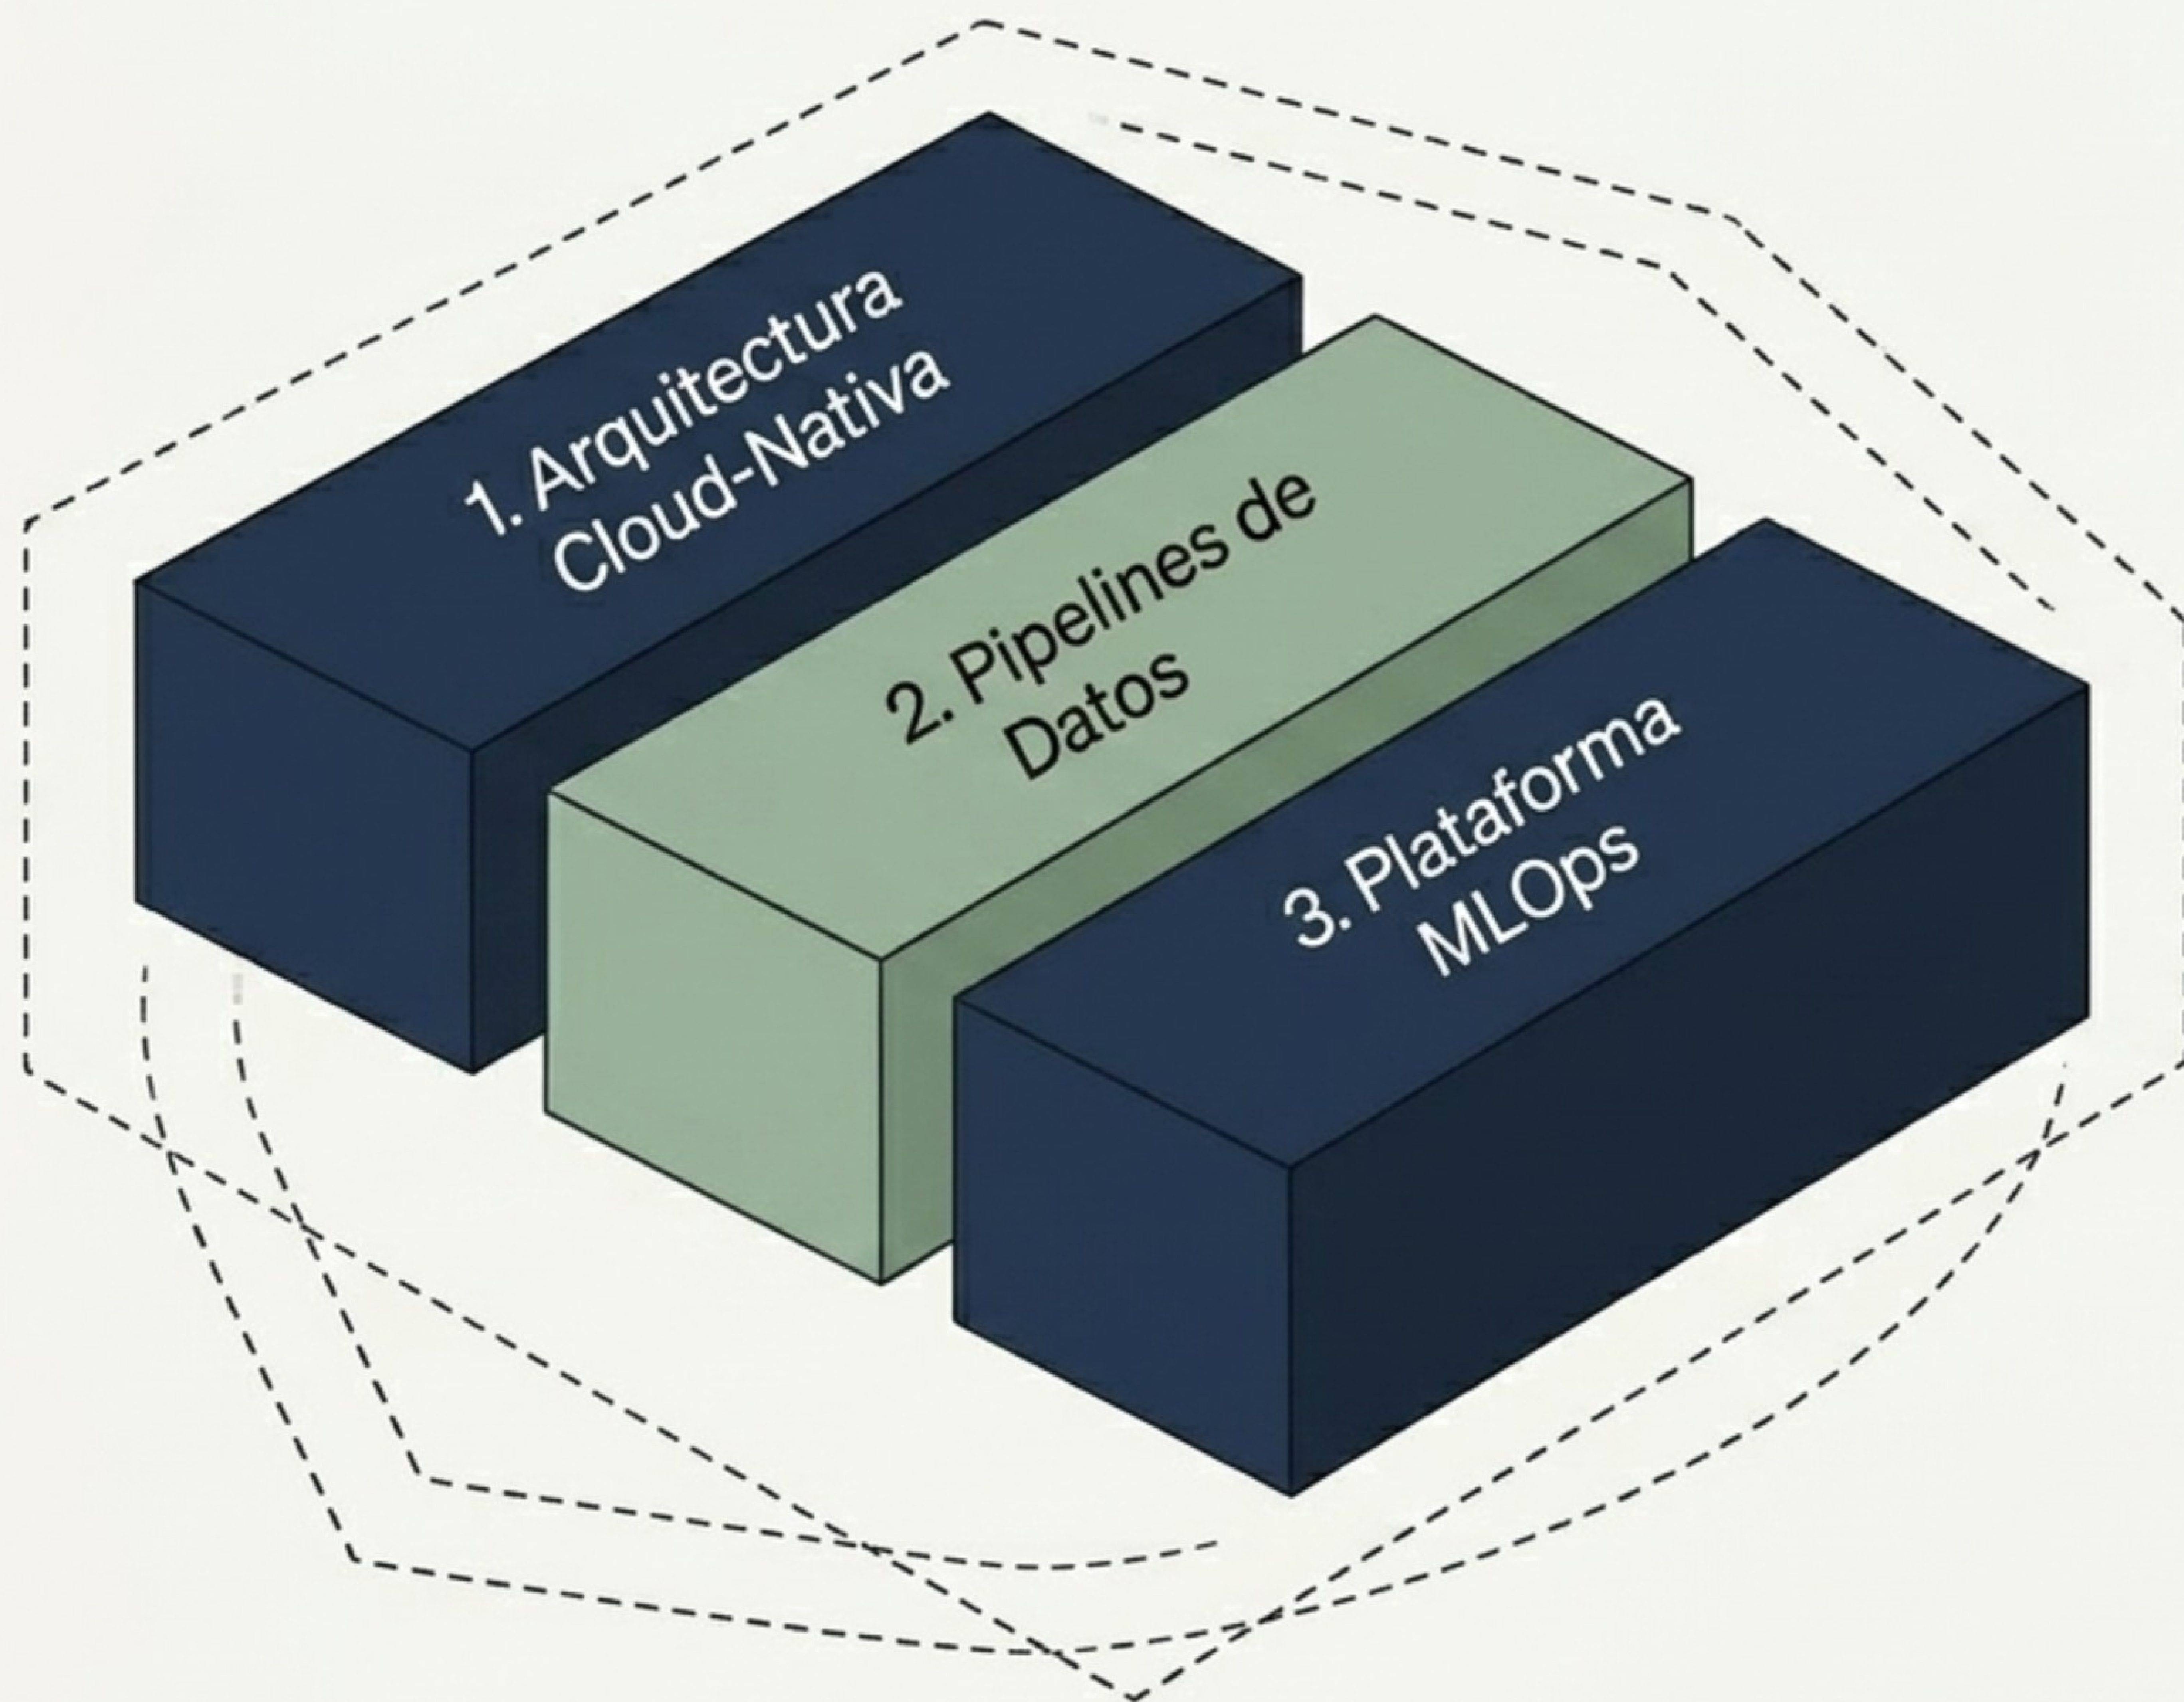 1. Arquitectura
Cloud-Nativa
2. Pipelines de
Datos
3. Plataforma
MLOps